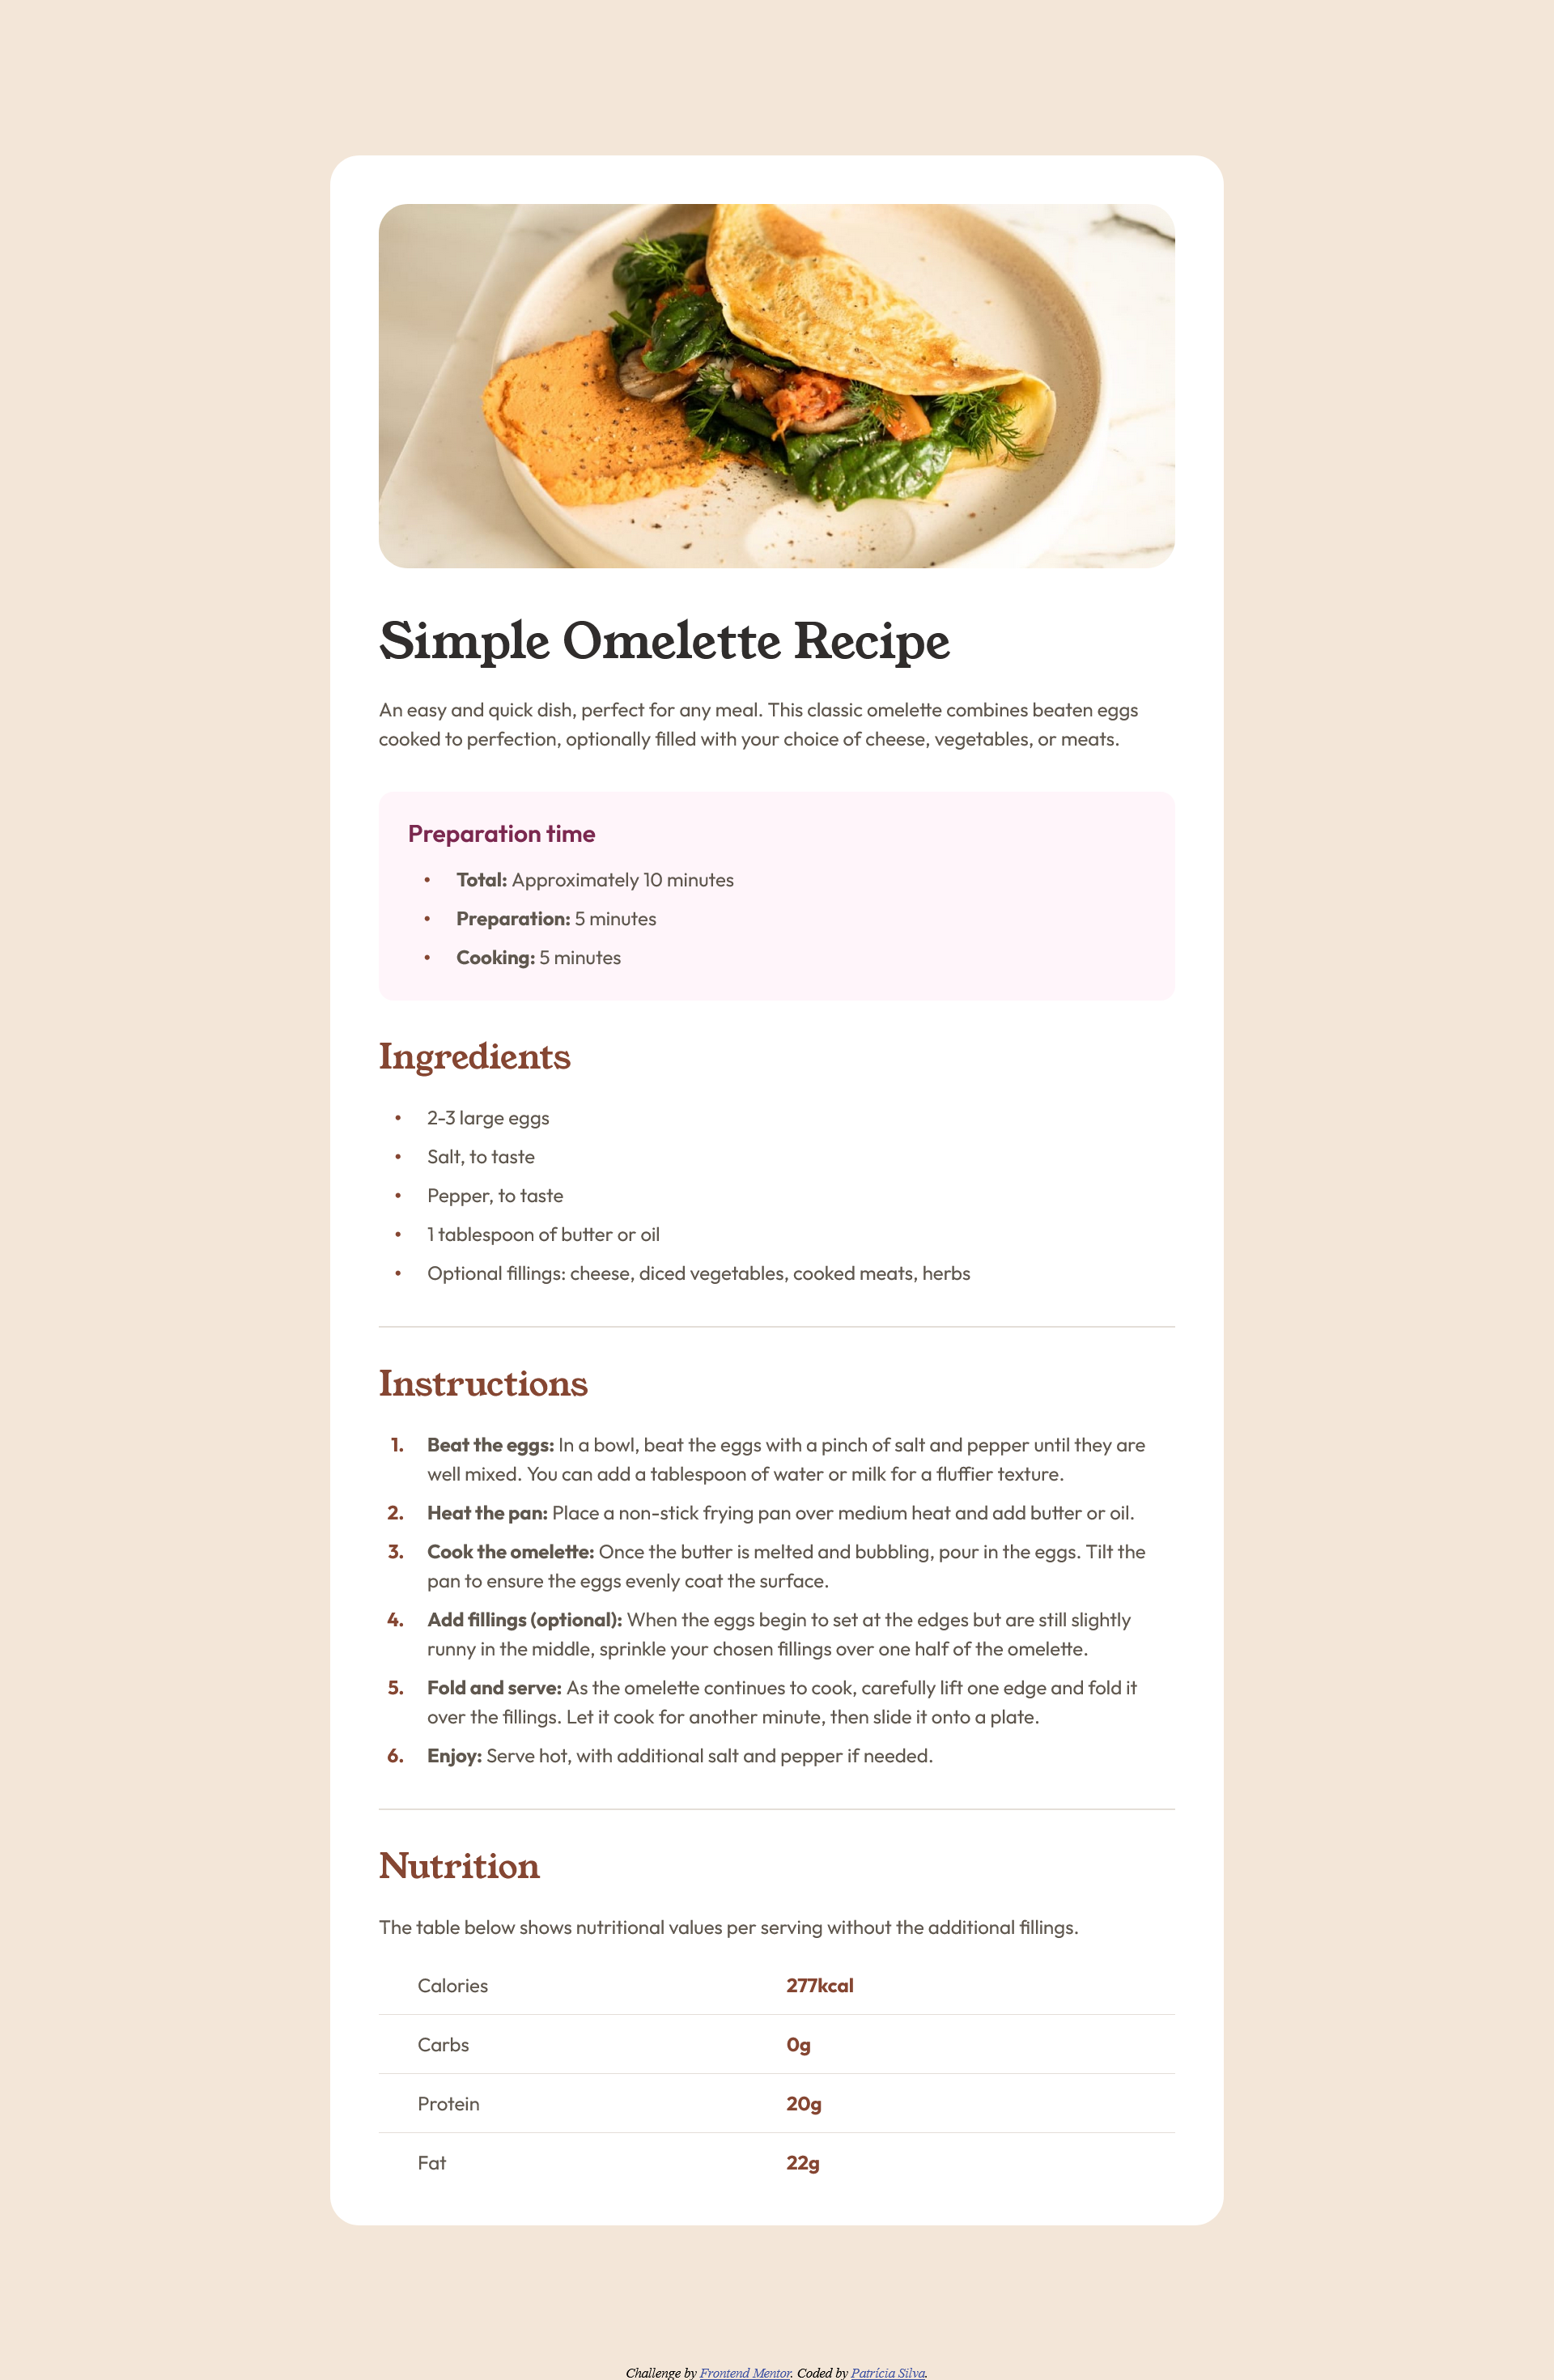 Simple Omelette Recipe
An easy and quick dish, perfect for any meal. This classic omelette combines beaten eggs
cooked to perfection, optionally filled with your choice of cheese, vegetables, or meats.
Preparation time
• Total: Approximately 10 minutes
• Preparation: 5 minutes
• Cooking: 5 minutes
Ingredients
• 2-3 large eggs
• Salt, to taste
• Pepper, to taste
• 1 tablespoon of butter or oil
• Optional fillings: cheese, diced vegetables, cooked meats, herbs
Instructions
1. Beat the eggs: In a bowl, beat the eggs with a pinch of salt and pepper until they are
well mixed. You can add a tablespoon of water or milk for a fluffier texture.
2. Heat the pan: Place a non-stick frying pan over medium heat and add butter or oil.
3. Cook the omelette: Once the butter is melted and bubbling, pour in the eggs. Tilt the
pan to ensure the eggs evenly coat the surface.
4. Add fillings (optional): When the eggs begin to set at the edges but are still slightly
runny in the middle, sprinkle your chosen fillings over one half of the omelette.
5. Fold and serve: As the omelette continues to cook, carefully lift one edge and fold it
over the fillings. Let it cook for another minute, then slide it onto a plate.
6. Enjoy: Serve hot, with additional salt and pepper if needed.
Nutrition
The table below shows nutritional values per serving without the additional fillings.
Calories 277kcal
Carbs 0g
Protein 20g
Fat 22g
Challenge by Frontend Mentor. Coded by Patrícia Silva.